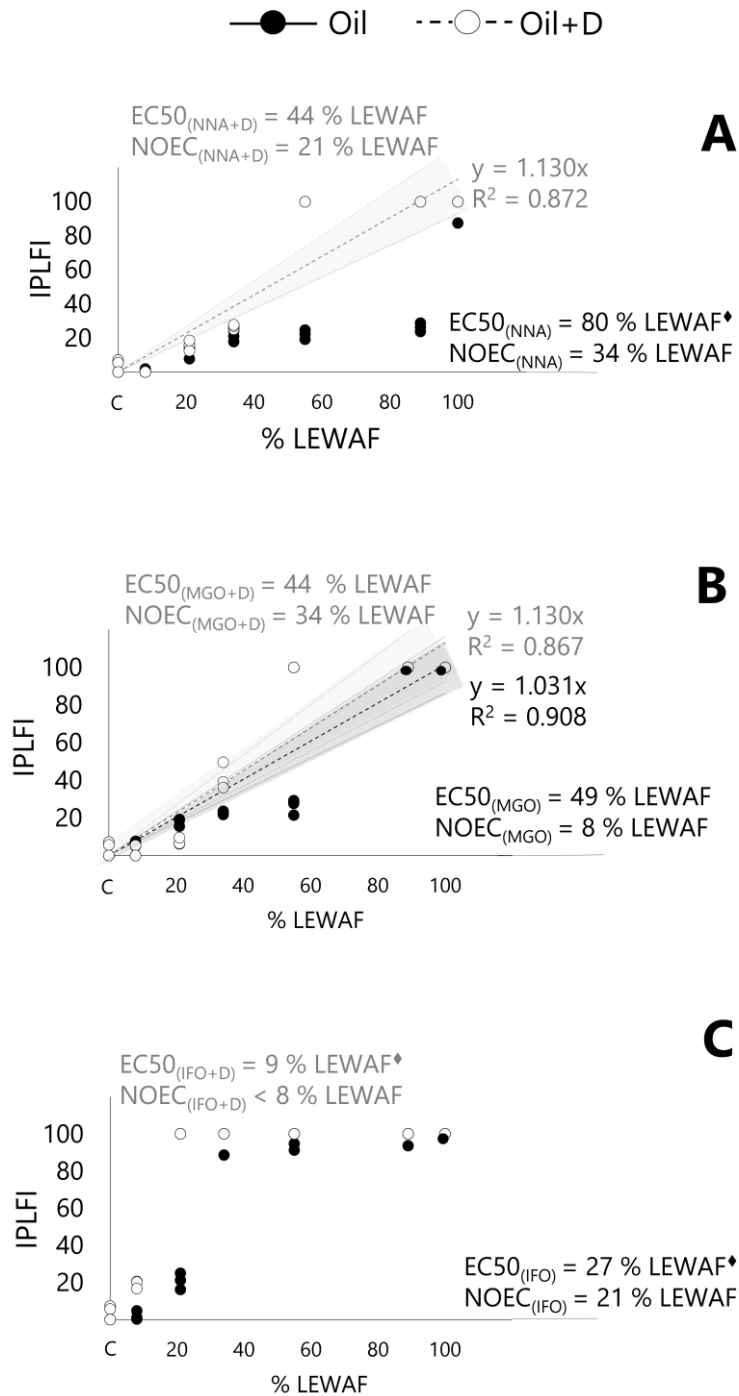 Oil Oil+D
A
EC50(NNA+D) = 44 % LEWAF
NOEC(NNA+D) = 21 % LEWAF
y = 1.130x
R² = 0.872
IPLFI
100
80
60
40
20
EC50(NNA) = 80 % LEWAF♦
NOEC(NNA) = 34 % LEWAF
C 20 40 60 80 100
% LEWAF
B
EC50(MGO+D) = 44 % LEWAF
NOEC(MGO+D) = 34 % LEWAF
y = 1.130x
R² = 0.867
y = 1.031x
R² = 0.908
IPLFI
100
80
60
40
20
EC50(MGO) = 49 % LEWAF
NOEC(MGO) = 8 % LEWAF
C 20 40 60 80 100
% LEWAF
C
EC50(IFO+D) = 9 % LEWAF♦
NOEC(IFO+D) < 8 % LEWAF
IPLFI
100
80
60
40
20
EC50(IFO) = 27 % LEWAF♦
NOEC(IFO) = 21 % LEWAF
C 20 40 60 80 100
% LEWAF